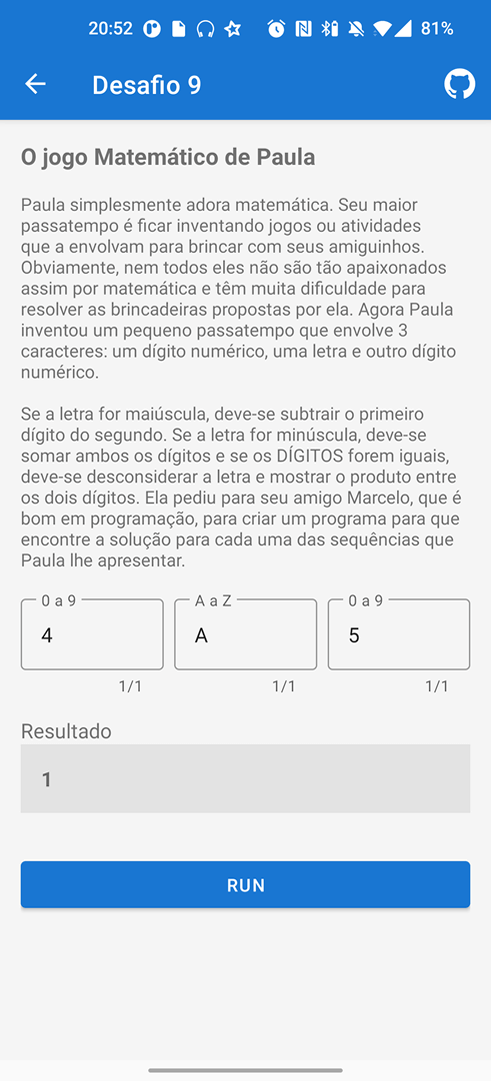 20:52 81%
Desafio 9
O jogo Matemático de Paula
Paula simplesmente adora matemática. Seu maior
passatempo é ficar inventando jogos ou atividades
que a envolvam para brincar com seus amiguinhos.
Obviamente, nem todos eles não são tão apaixonados
assim por matemática e têm muita dificuldade para
resolver as brincadeiras propostas por ela. Agora Paula
inventou um pequeno passatempo que envolve 3
caracteres: um dígito numérico, uma letra e outro dígito
numérico.
Se a letra for maiúscula, deve-se subtrair o primeiro
dígito do segundo. Se a letra for minúscula, deve-se
somar ambos os dígitos e se os DÍGITOS forem iguais,
deve-se desconsiderar a letra e mostrar o produto entre
os dois dígitos. Ela pediu para seu amigo Marcelo, que é
bom em programação, para criar um programa para que
encontre a solução para cada uma das sequências que
Paula lhe apresentar.
0 a 9 A a Z 0 a 9
4 A 5
1/1 1/1 1/1
Resultado
1
RUN